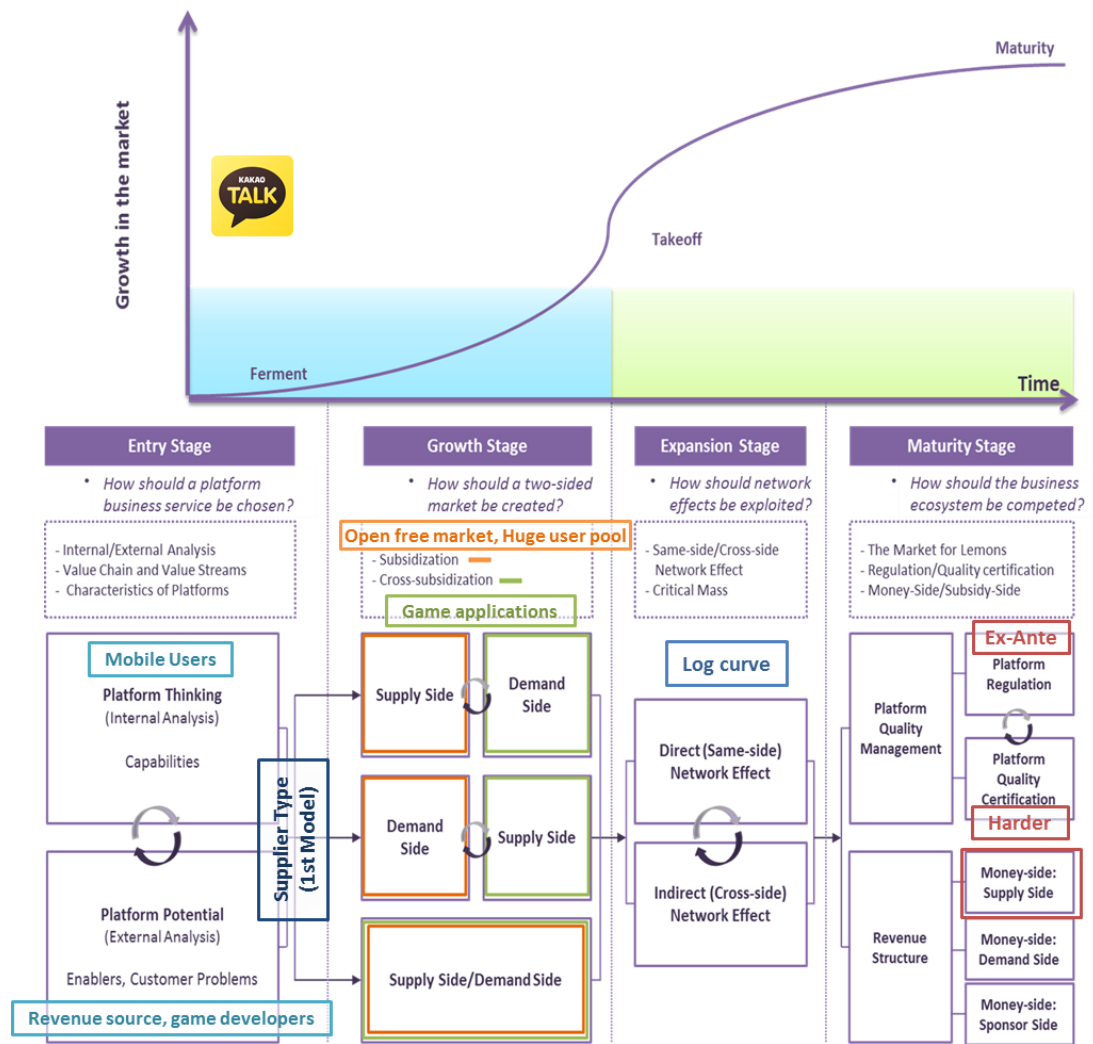 Growth in the market
Maturity
KAKAO
TALK
Takeoff
Ferment
Time
Entry Stage
• How should a platform
business service be chosen?
- Internal/External Analysis
- Value Chain and Value Streams
- Characteristics of Platforms
Mobile Users
Platform Thinking
(Internal Analysis)
Capabilities
Platform Potential
(External Analysis)
Enablers, Customer Problems
Revenue source, game developers
Supplier Type
(1st Model)
Growth Stage
• How should a two-sided
market be created?
Open free market, Huge user pool
- Subsidization
- Cross-subsidization
Game applications
Supply Side
Demand
Side
Demand
Side
Supply Side
Supply Side/Demand Side
Expansion Stage
• How should network
effects be exploited?
- Same-side/Cross-side
Network Effect
- Critical Mass
Log curve
Direct (Same-side)
Network Effect
Indirect (Cross-side)
Network Effect
Maturity Stage
• How should the business
ecosystem be competed?
- The Market for Lemons
- Regulation/Quality certification
- Money-Side/Subsidy-Side
Platform
Quality
Management
Ex-Ante
Platform
Regulation
Platform
Quality
Certification
Harder
Revenue
Structure
Money-side:
Supply Side
Money-side:
Demand Side
Money-side:
Sponsor Side